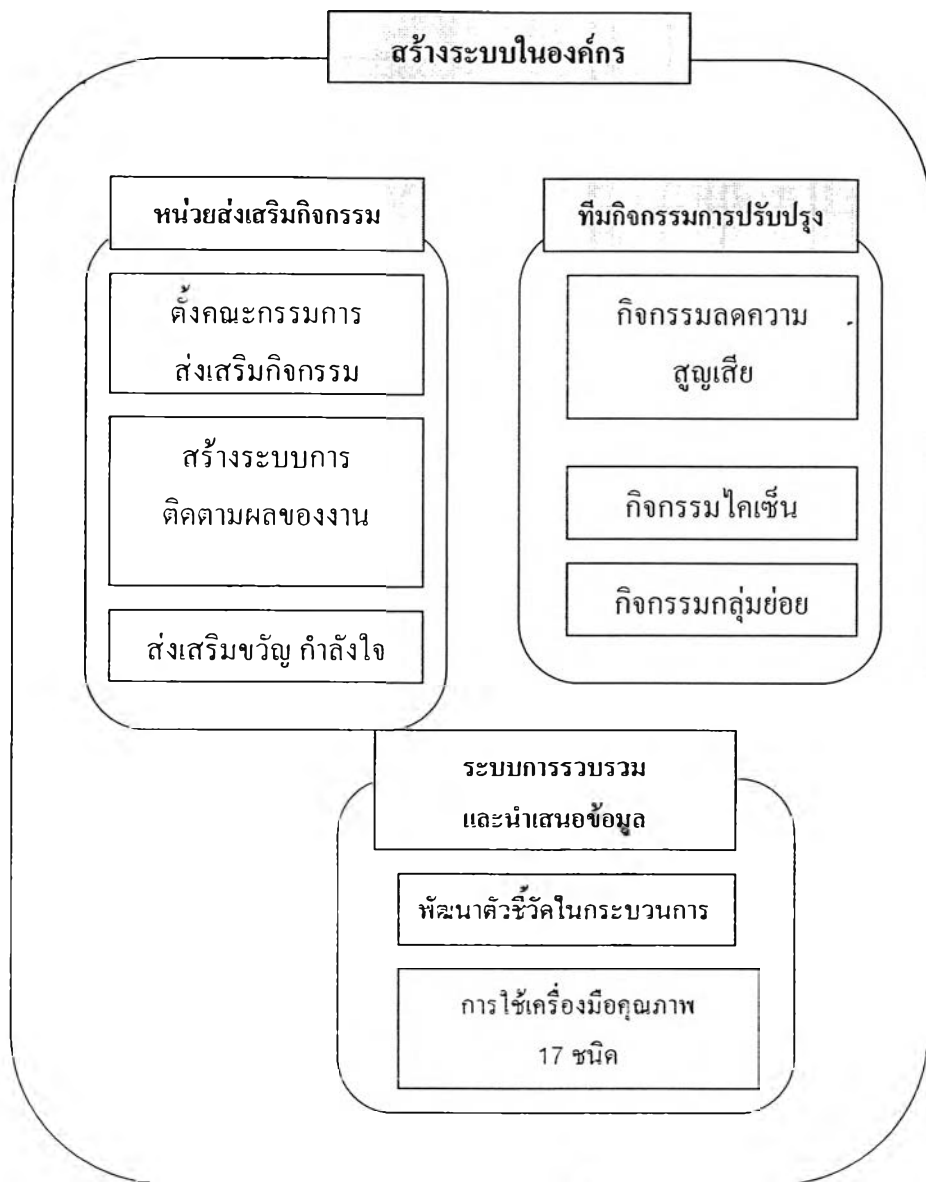 สร้างระบบในองค์กร
หน่วยส่งเสริมกิจกรรม
ตั้งคณะกรรมการ
ส่งเสริมกิจกรรม
สร้างระบบการ
ติดตามผลของงาน
ส่งเสริมขวัญ กำลังใจ
ทีมกิจกรรมการปรับปรุง
กิจกรรมลดความ
สูญเสีย
กิจกรรมไคเซ็น
กิจกรรมกลุ่มย่อย
ระบบการรวบรวม
และนำเสนอข้อมูล
พัฒนาตัวชี้วัดในกระบวนการ
การใช้เครื่องมือคุณภาพ
17 ชนิด